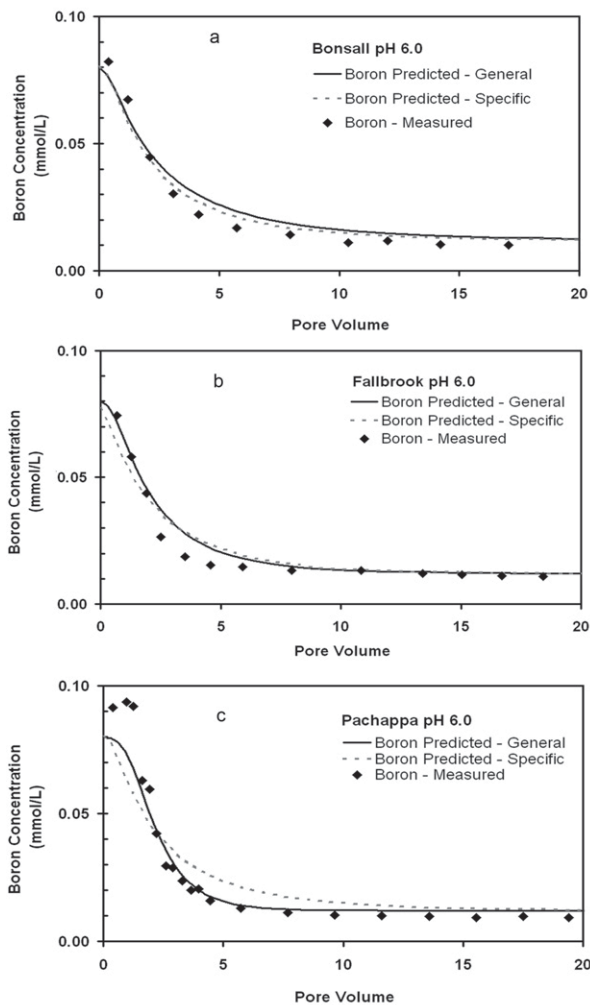 a
Bonsall pH 6.0
Boron Predicted - General
Boron Predicted - Specific
Boron - Measured
Boron Concentration
(mmol/L)
0.10
0.05
0.00
0 5 10 15 20
Pore Volume
b
Fallbrook pH 6.0
Boron Predicted - General
Boron Predicted - Specific
Boron - Measured
Boron Concentration
(mmol/L)
0.10
0.05
0.00
0 5 10 15 20
Pore Volume
c
Pachappa pH 6.0
Boron Predicted - General
Boron Predicted - Specific
Boron - Measured
Boron Concentration
(mmol/L)
0.10
0.05
0.00
0 5 10 15 20
Pore Volume